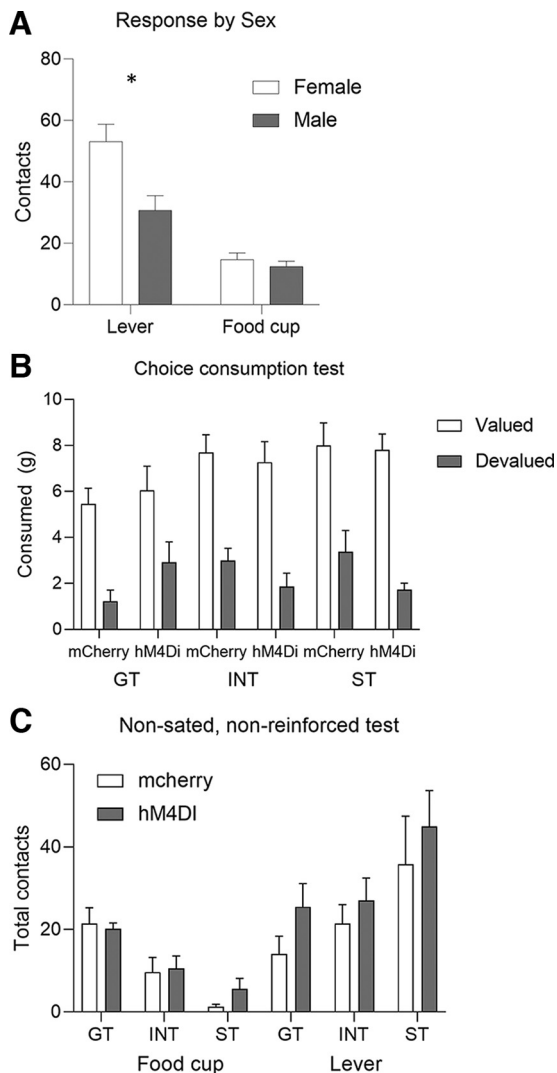 A
Response by Sex
80
60
40
20
0
Contacts
*
Female
Male
Lever Food cup
B
Choice consumption test
10
8
6
4
2
0
Consumed (g)
Valued
Devalued
mCherry hM4Di mCherry hM4Di mCherry hM4Di
GT INT ST
C
Non-sated, non-reinforced test
60
40
20
0
Total contacts
mcherry
hM4DI
GT INT ST GT INT ST
Food cup Lever